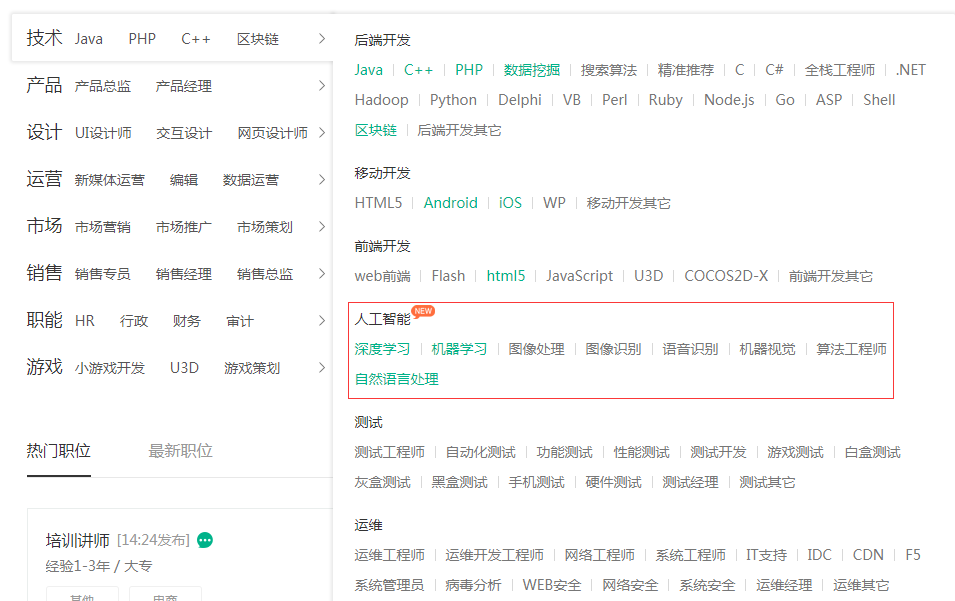 技术 Java PHP C++ 区块链
产品 产品总监 产品经理
设计 UI设计师 交互设计 网页设计师
运营 新媒体运营 编辑 数据运营
市场 市场营销 市场推广 市场策划
销售 销售专员 销售经理 销售总监
职能 HR 行政 财务 审计
游戏 小游戏开发 U3D 游戏策划
热门职位 最新职位
培训讲师 [14:24发布]
经验1-3年 / 大专
其他 电商
后端开发
Java C++ PHP 数据挖掘 搜索算法 精准推荐 C C# 全栈工程师 .NET
Hadoop Python Delphi VB Perl Ruby Node.js Go ASP Shell
区块链 后端开发其它
移动开发
HTML5 Android iOS WP 移动开发其它
前端开发
web前端 Flash html5 JavaScript U3D COCOS2D-X 前端开发其它
人工智能 NEW
深度学习 机器学习 图像处理 图像识别 语音识别 机器视觉 算法工程师
自然语言处理
测试
测试工程师 自动化测试 功能测试 性能测试 测试开发 游戏测试 白盒测试
灰盒测试 黑盒测试 手机测试 硬件测试 测试经理 测试其它
运维
运维工程师 运维开发工程师 网络工程师 系统工程师 IT支持 IDC CDN F5
系统管理员 病毒分析 WEB安全 网络安全 系统安全 运维经理 运维其它